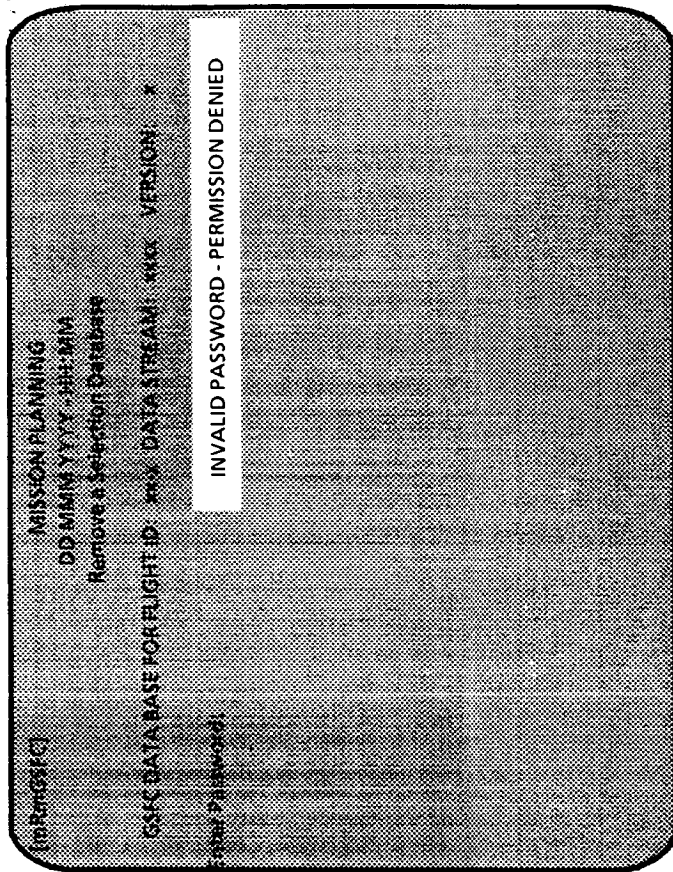 [mRmGSFC]
MISSION PLANNING
DD MMM YYYY - HH:MM
Remove a Selection Database
GSFC DATA BASE FOR FLIGHT ID: xxx DATA STREAM: xxxx VERSION: x
Enter Password:
INVALID PASSWORD - PERMISSION DENIED